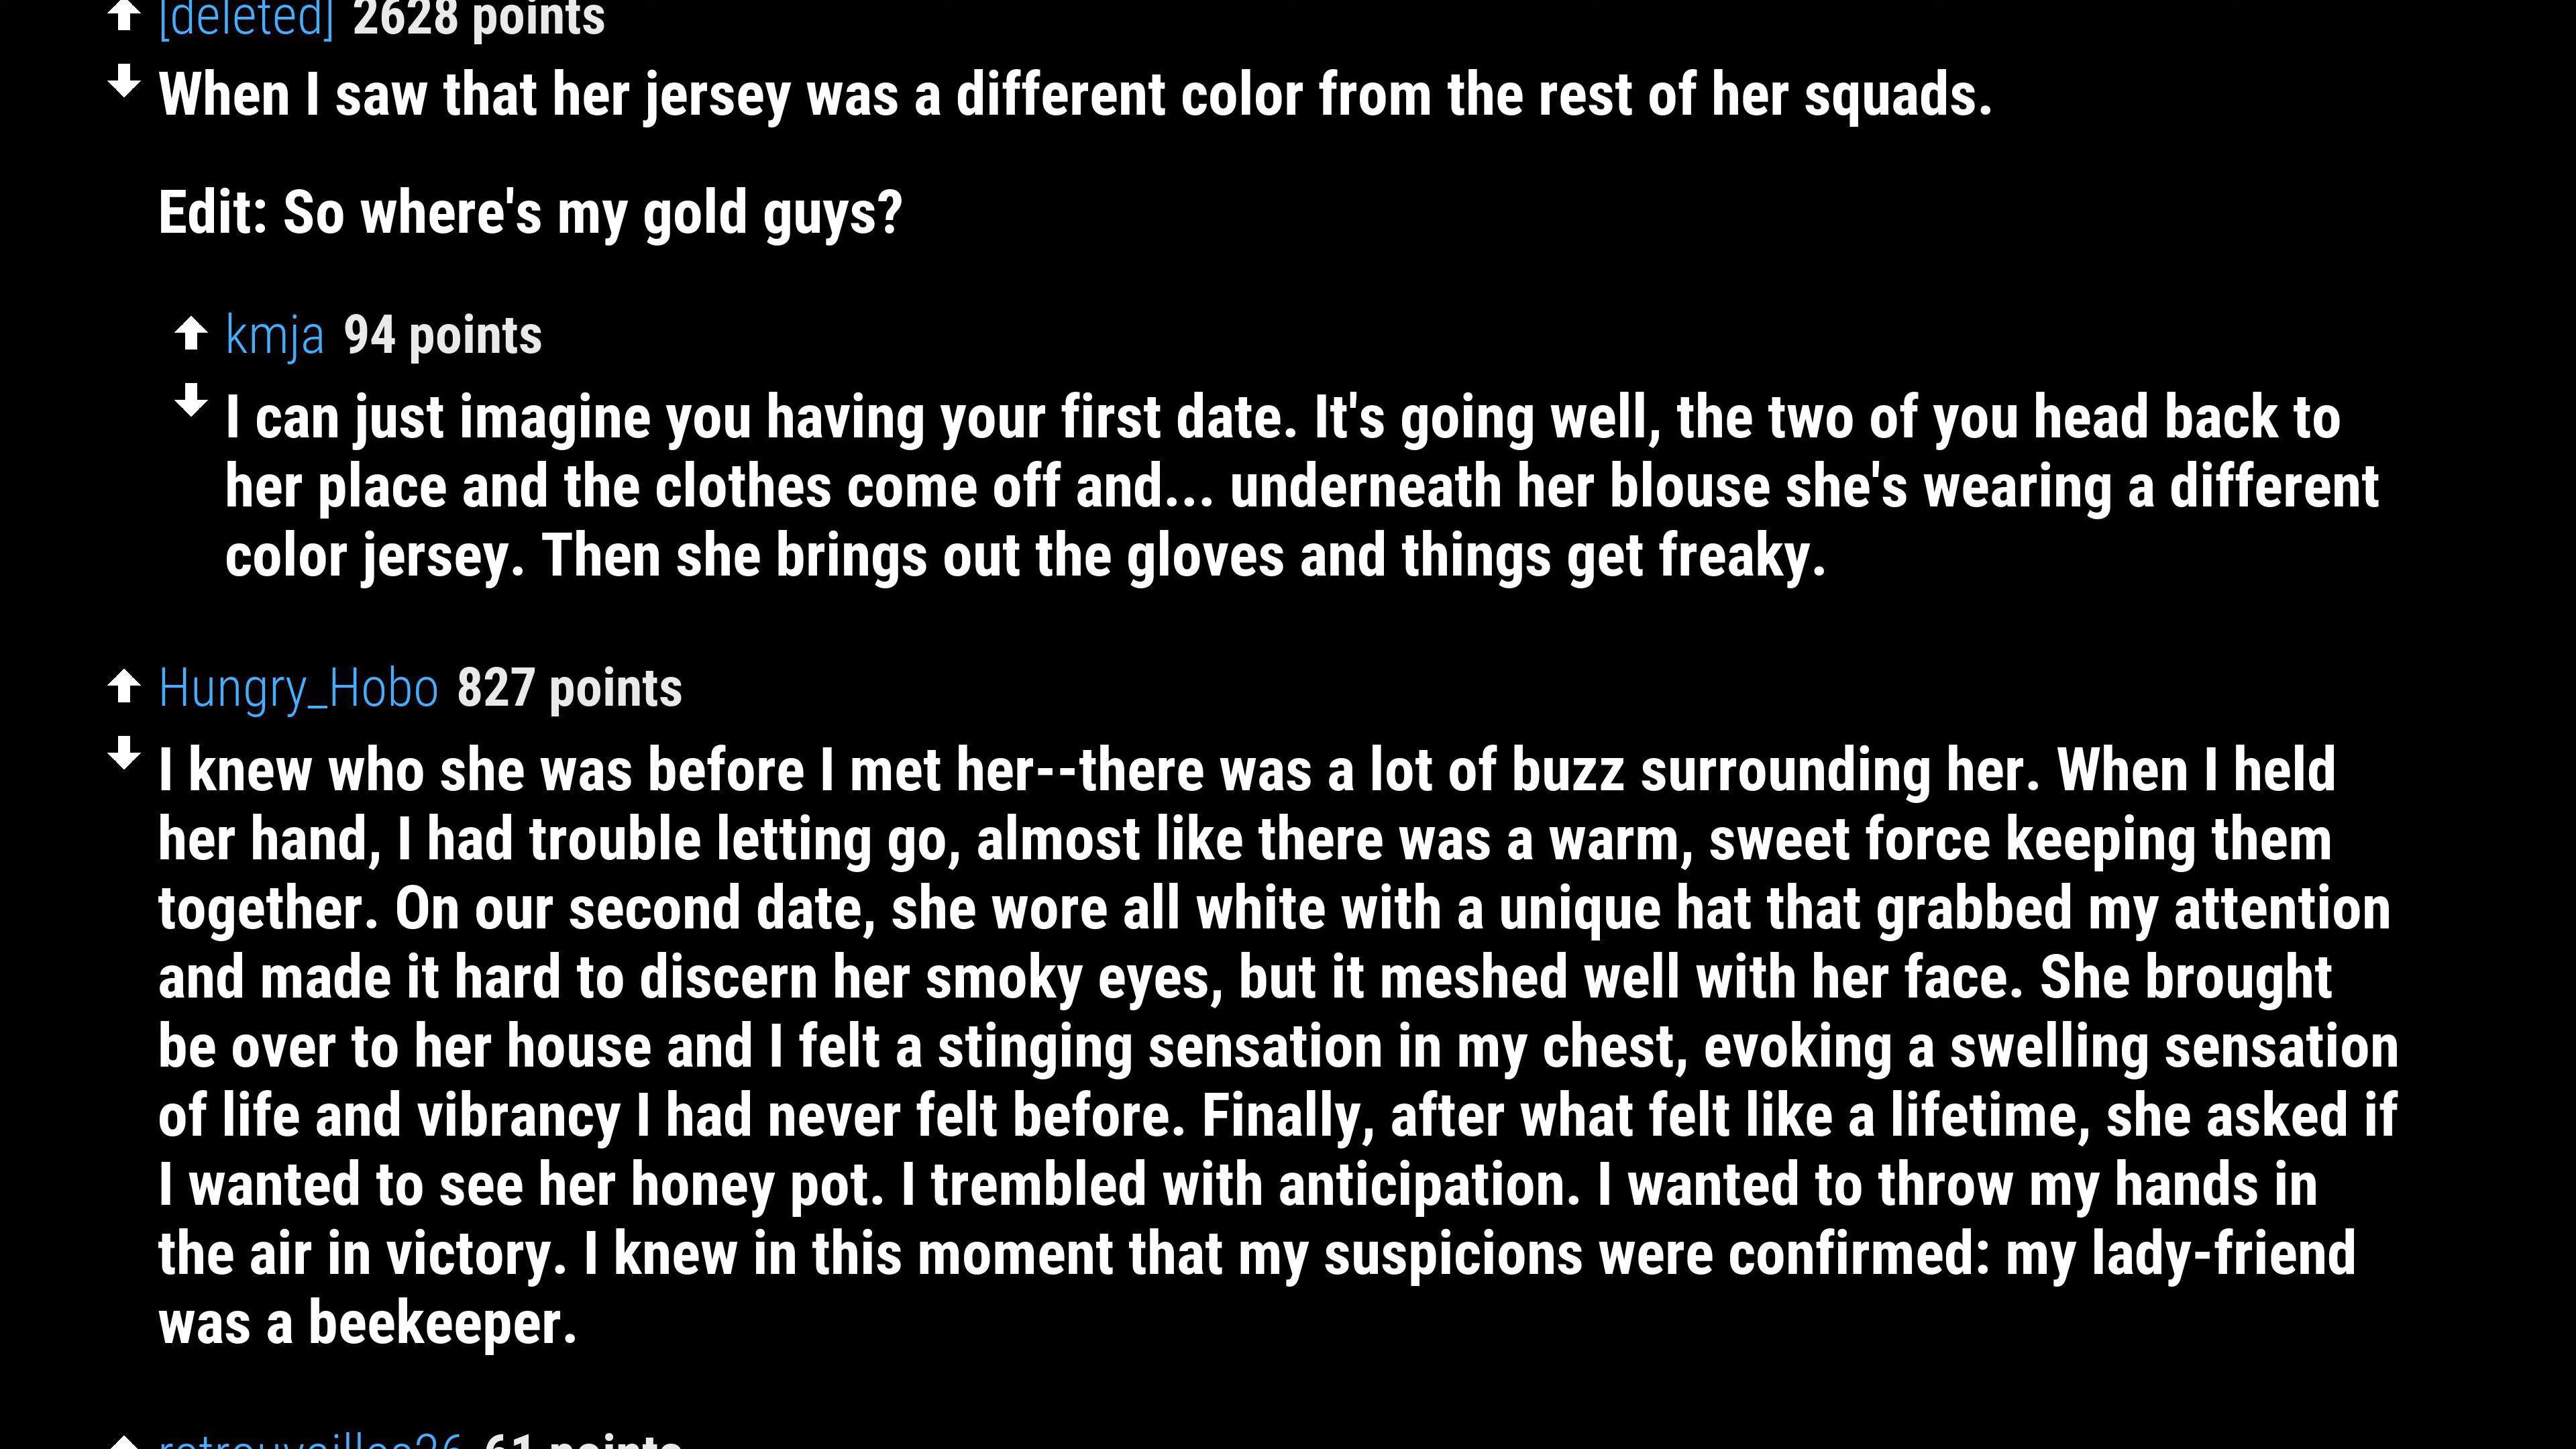 [deleted] 2628 points
When I saw that her jersey was a different color from the rest of her squads.
Edit: So where's my gold guys?
kmja 94 points
I can just imagine you having your first date. It's going well, the two of you head back to
her place and the clothes come off and... underneath her blouse she's wearing a different
color jersey. Then she brings out the gloves and things get freaky.
Hungry_Hobo 827 points
I knew who she was before I met her--there was a lot of buzz surrounding her. When I held
her hand, I had trouble letting go, almost like there was a warm, sweet force keeping them
together. On our second date, she wore all white with a unique hat that grabbed my attention
and made it hard to discern her smoky eyes, but it meshed well with her face. She brought
be over to her house and I felt a stinging sensation in my chest, evoking a swelling sensation
of life and vibrancy I had never felt before. Finally, after what felt like a lifetime, she asked if
I wanted to see her honey pot. I trembled with anticipation. I wanted to throw my hands in
the air in victory. I knew in this moment that my suspicions were confirmed: my lady-friend
was a beekeeper.
61 points